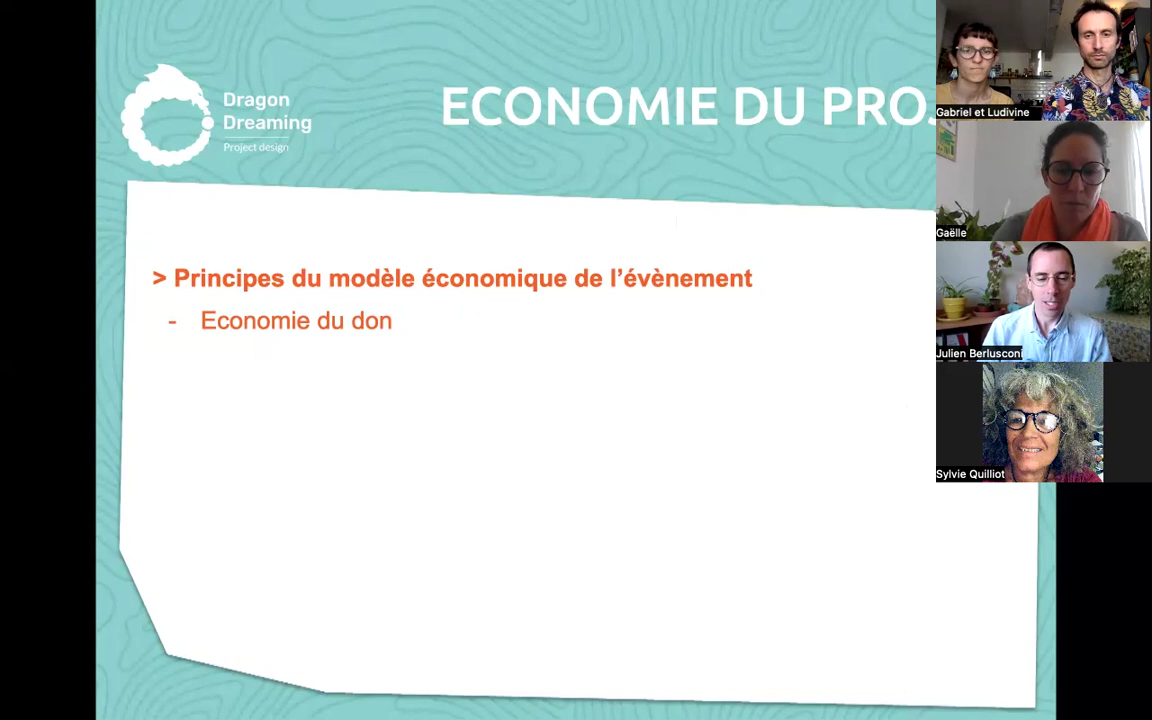 Dragon
Dreaming
Project design
ECONOMIE DU PRO
> Principes du modèle économique de l'évènement
- Economie du don
Gabriel et Ludivine
Gaëlle
Julien Berlusconi
Sylvie Quilliot